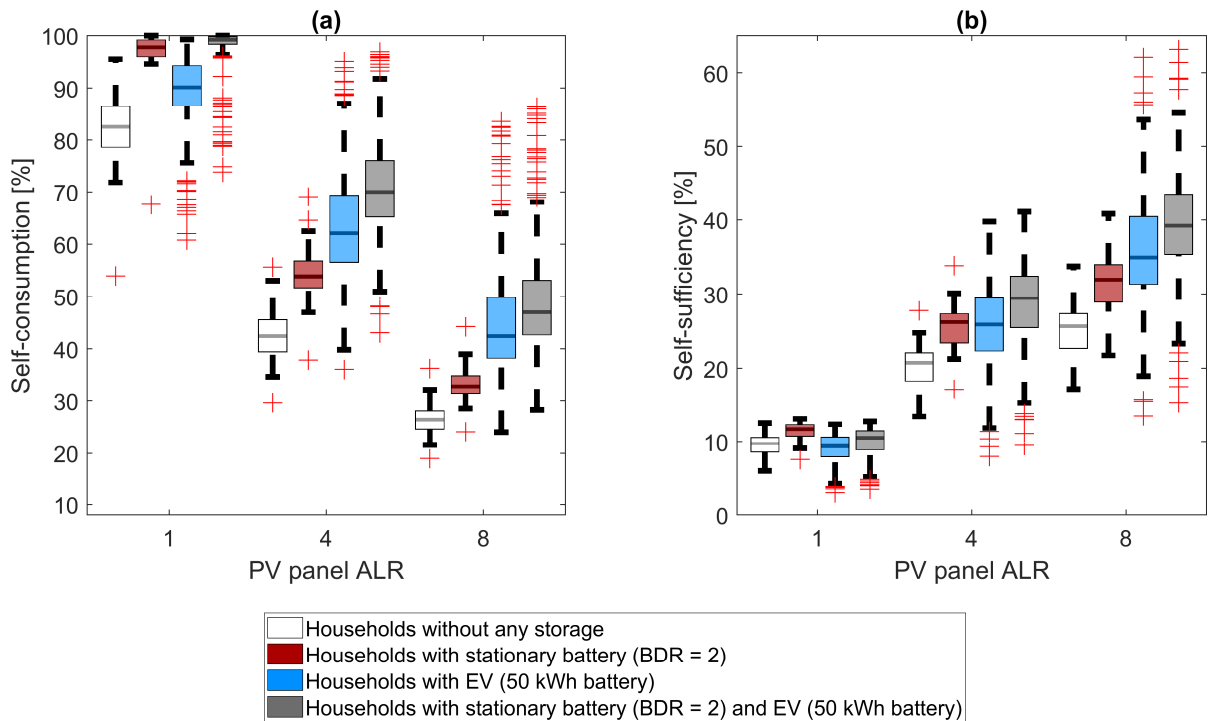 (a)
Self-consumption [%]
100
90
80
70
60
50
40
30
20
10
1 4 8
PV panel ALR
(b)
Self-sufficiency [%]
60
50
40
30
20
10
0
1 4 8
PV panel ALR
Households without any storage
Households with stationary battery (BDR = 2)
Households with EV (50 kWh battery)
Households with stationary battery (BDR = 2) and EV (50 kWh battery)